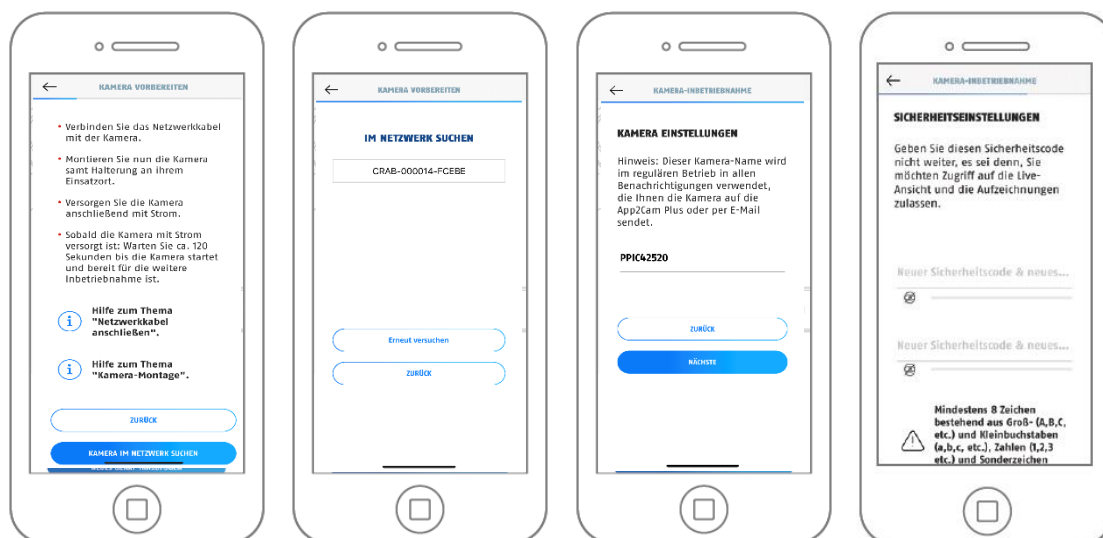 KAMERA VORBEREITEN
• Verbinden Sie das Netzwerkkabel
mit der Kamera.
• Montieren Sie nun die Kamera
samt Halterung an ihrem
Einsatzort.
• Versorgen Sie die Kamera
anschließend mit Strom.
• Sobald die Kamera mit Strom
versorgt ist: Warten Sie ca. 120
Sekunden bis die Kamera startet
und bereit für die weitere
Inbetriebnahme ist.
Hilfe zum Thema
"Netzwerkkabel
anschließen".
Hilfe zum Thema
"Kamera-Montage".
ZURÜCK
KAMERA IM NETZWERK SUCHEN
KAMERA VORBEREITEN
IM NETZWERK SUCHEN
CRAB-000014-FCEBE
Erneut versuchen
ZURÜCK
KAMERA-INBETRIEBNAHME
KAMERA EINSTELLUNGEN
Hinweis: Dieser Kamera-Name wird
im regulären Betrieb in allen
Benachrichtigungen verwendet,
die Ihnen die Kamera auf die
App2Cam Plus oder per E-Mail
sendet.
PPIC42520
ZURÜCK
NÄCHSTE
KAMERA-INBETRIEBNAHME
SICHERHEITSEINSTELLUNGEN
Geben Sie diesen Sicherheitscode
nicht weiter, es sei denn, Sie
möchten Zugriff auf die Live-
Ansicht und die Aufzeichnungen
zulassen.
Neuer Sicherheitscode & neues...
Neuer Sicherheitscode & neues...
Mindestens 8 Zeichen
bestehend aus Groß- (A,B,C,
etc.) und Kleinbuchstaben
(a,b,c, etc.), Zahlen (1,2,3
etc.) und Sonderzeichen